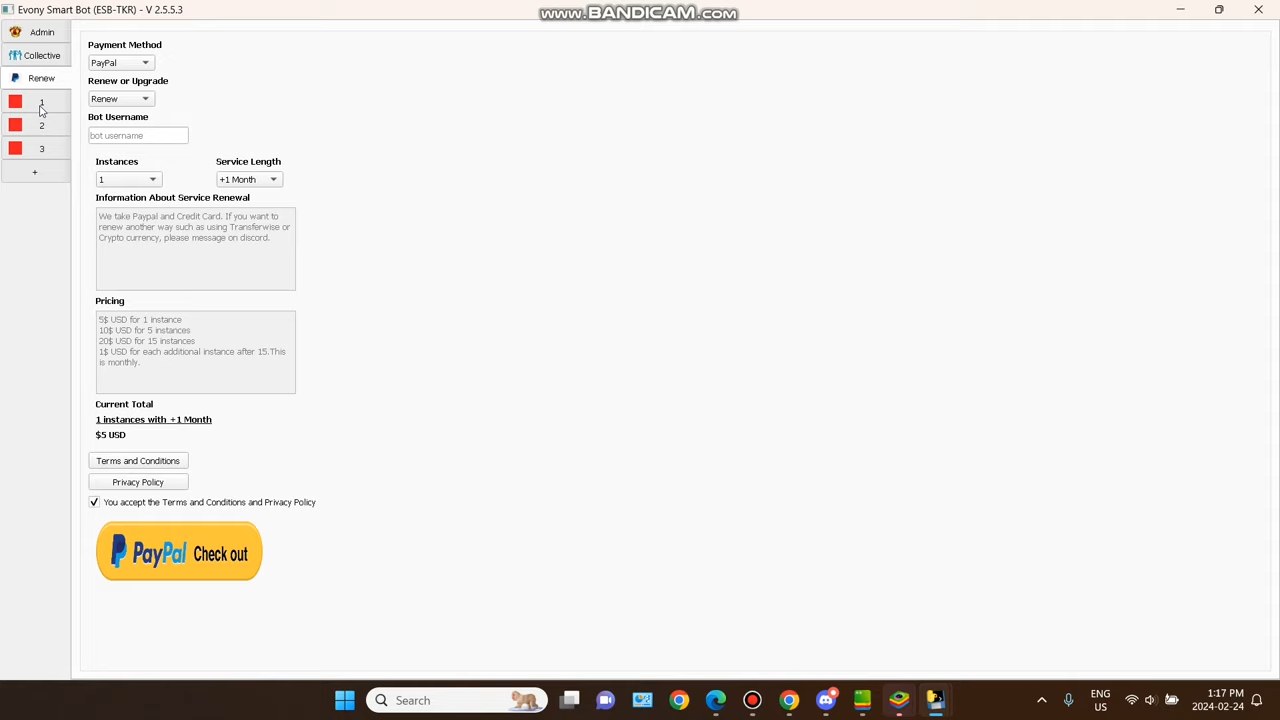 Evony Smart Bot (ESB-TKR) - V 2.5.5.3
www.BANDICAM.com
Admin
Collective
Renew
1
2
3
+
Payment Method
PayPal
Renew or Upgrade
Renew
Bot Username
bot username
Instances Service Length
1 +1 Month
Information About Service Renewal
We take Paypal and Credit Card. If you want to
renew another way such as using Transferwise or
Crypto currency, please message on discord.
Pricing
5$ USD for 1 instance
10$ USD for 5 instances
20$ USD for 15 instances
1$ USD for each additional instance after 15.This
is monthly.
Current Total
1 instances with +1 Month
$5 USD
Terms and Conditions
Privacy Policy
You accept the Terms and Conditions and Privacy Policy
PayPal Check out
Search
ENG
US
1:17 PM
2024-02-24